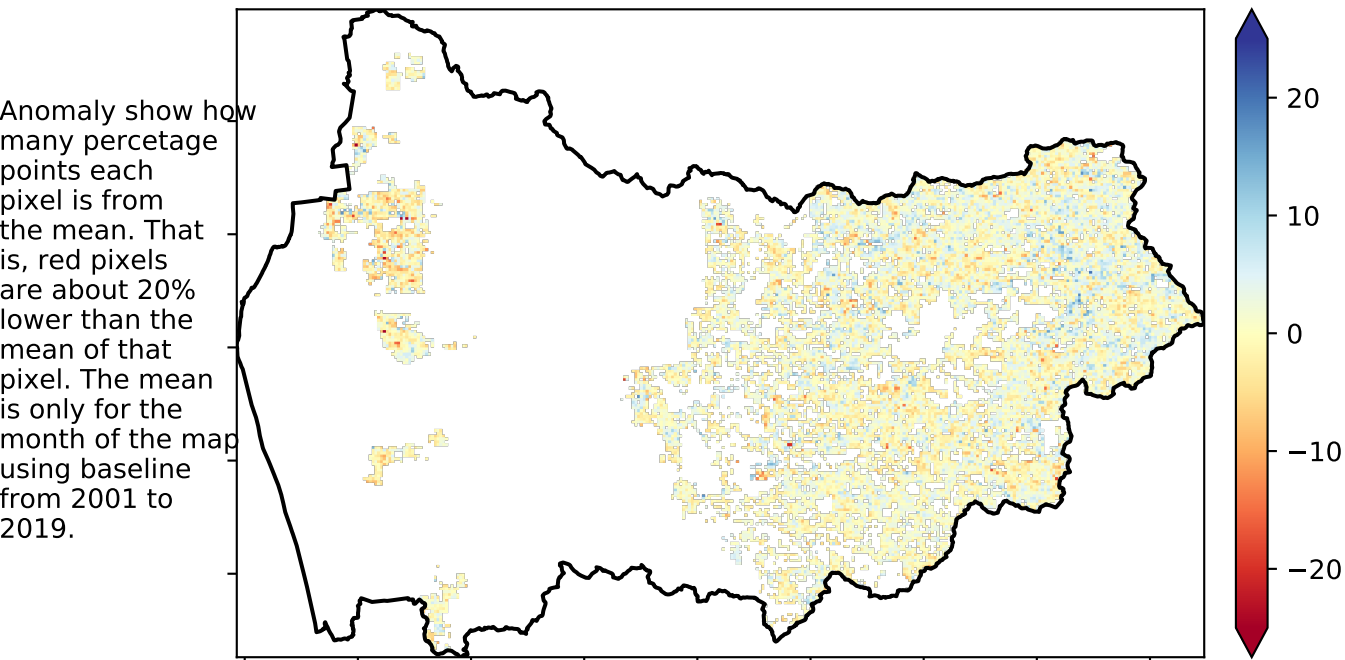 Anomaly show how
many percetage
points each
pixel is from
the mean. That
is, red pixels
are about 20%
lower than the
mean of that
pixel. The mean
is only for the
month of the map
using baseline
from 2001 to
2019.
20
10
0
−10
−20